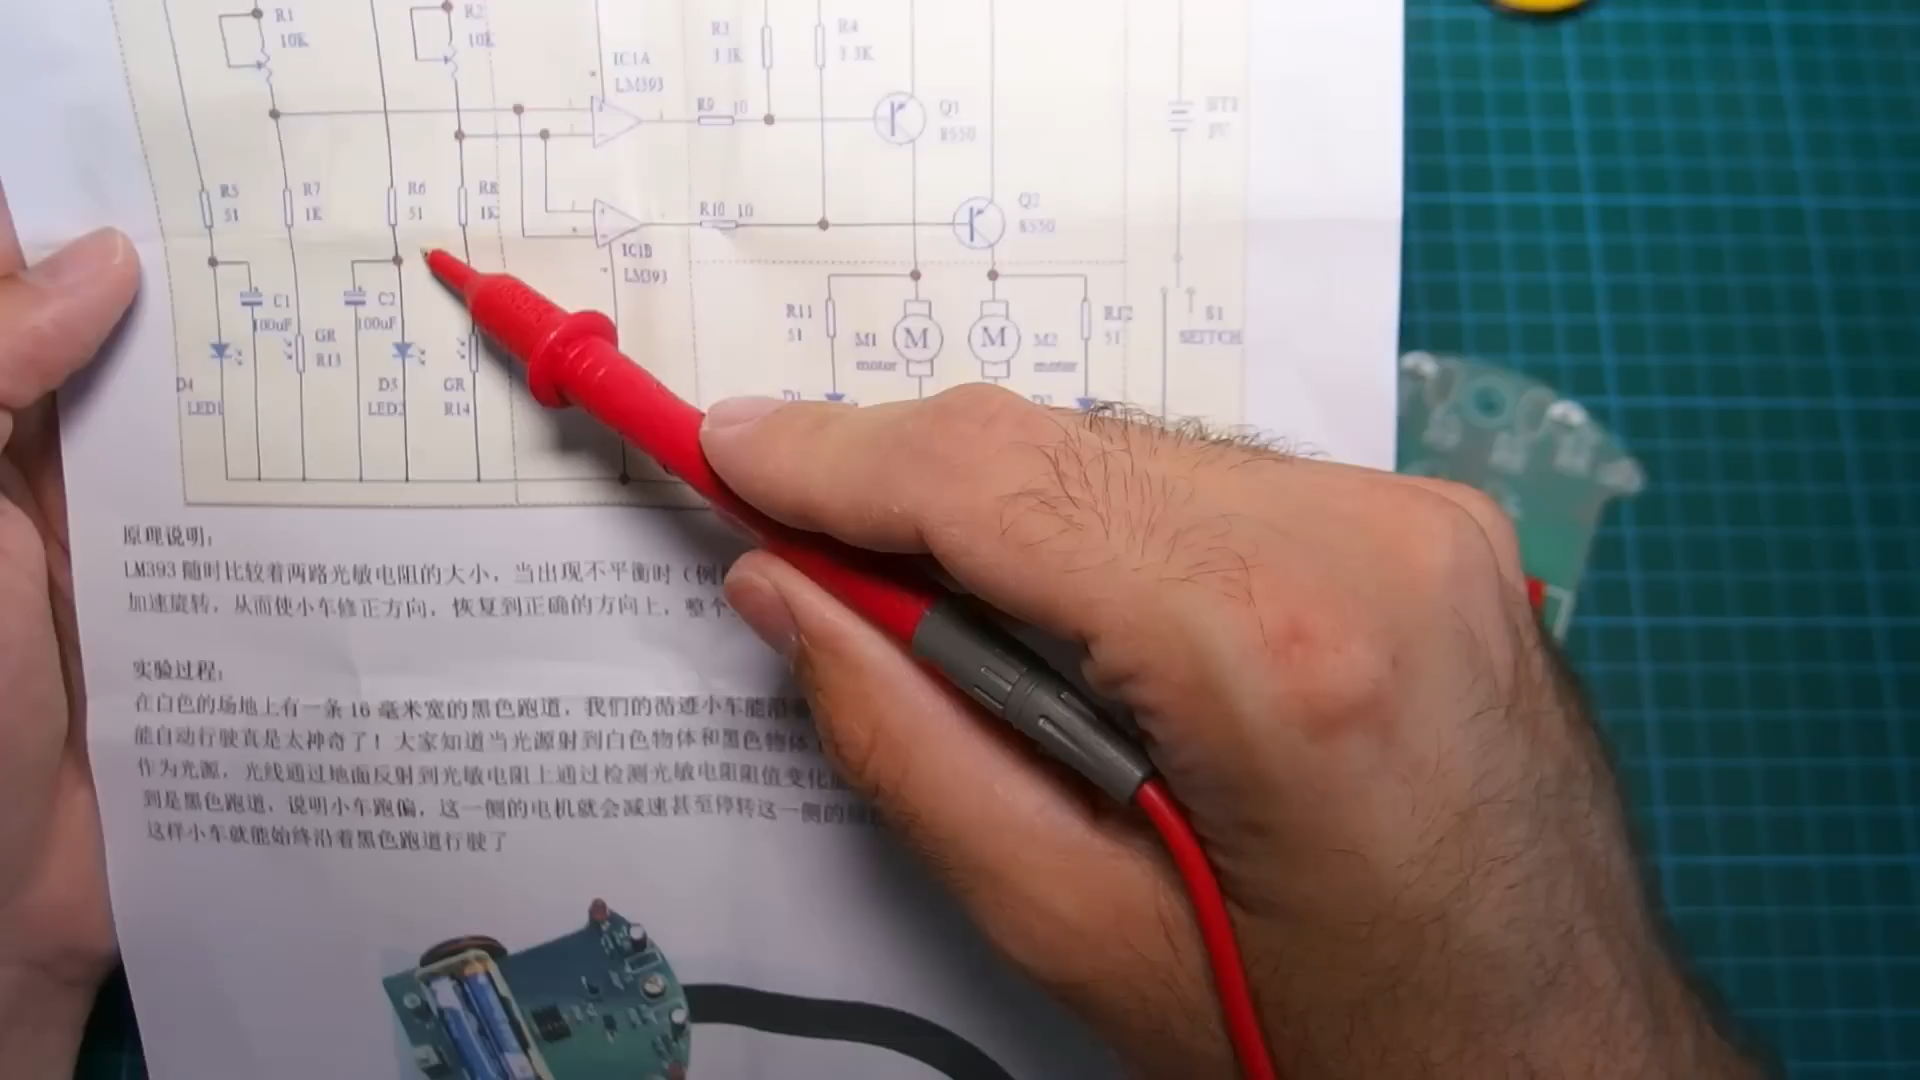 R1
10K
R2
10K
R3
3.3K
R4
3.3K
IC1A
LM393
R9 10
Q1
8550
BT1
R5
51
R7
1K
R6
51
R8
1K
R10 10
Q2
8550
IC1B
LM393
C1
100uF
C2
100uF
GR
R13
R11
51
M1
motor
M
M
M2
motor
R12
51
S1
D4
LED1
D5
GR
R14
原理说明:
LM393 随时比较着两路光敏电阻的大小，当出现不平衡时（例
加速旋转，从而使小车修正方向，恢复到正确的方向上，整个
实验过程:
在白色的场地上有一条 16 毫米宽的黑色跑道，我们的循迹小车能沿
能自动行驶真是太神奇了！大家知道当光源射到白色物体和黑色物体
作为光源，光线通过地面反射到光敏电阻上通过检测光敏电阻阻值变化
到是黑色跑道，说明小车跑偏，这一侧的电机就会减速甚至停转这一侧的
这样小车就能始终沿着黑色跑道行驶了